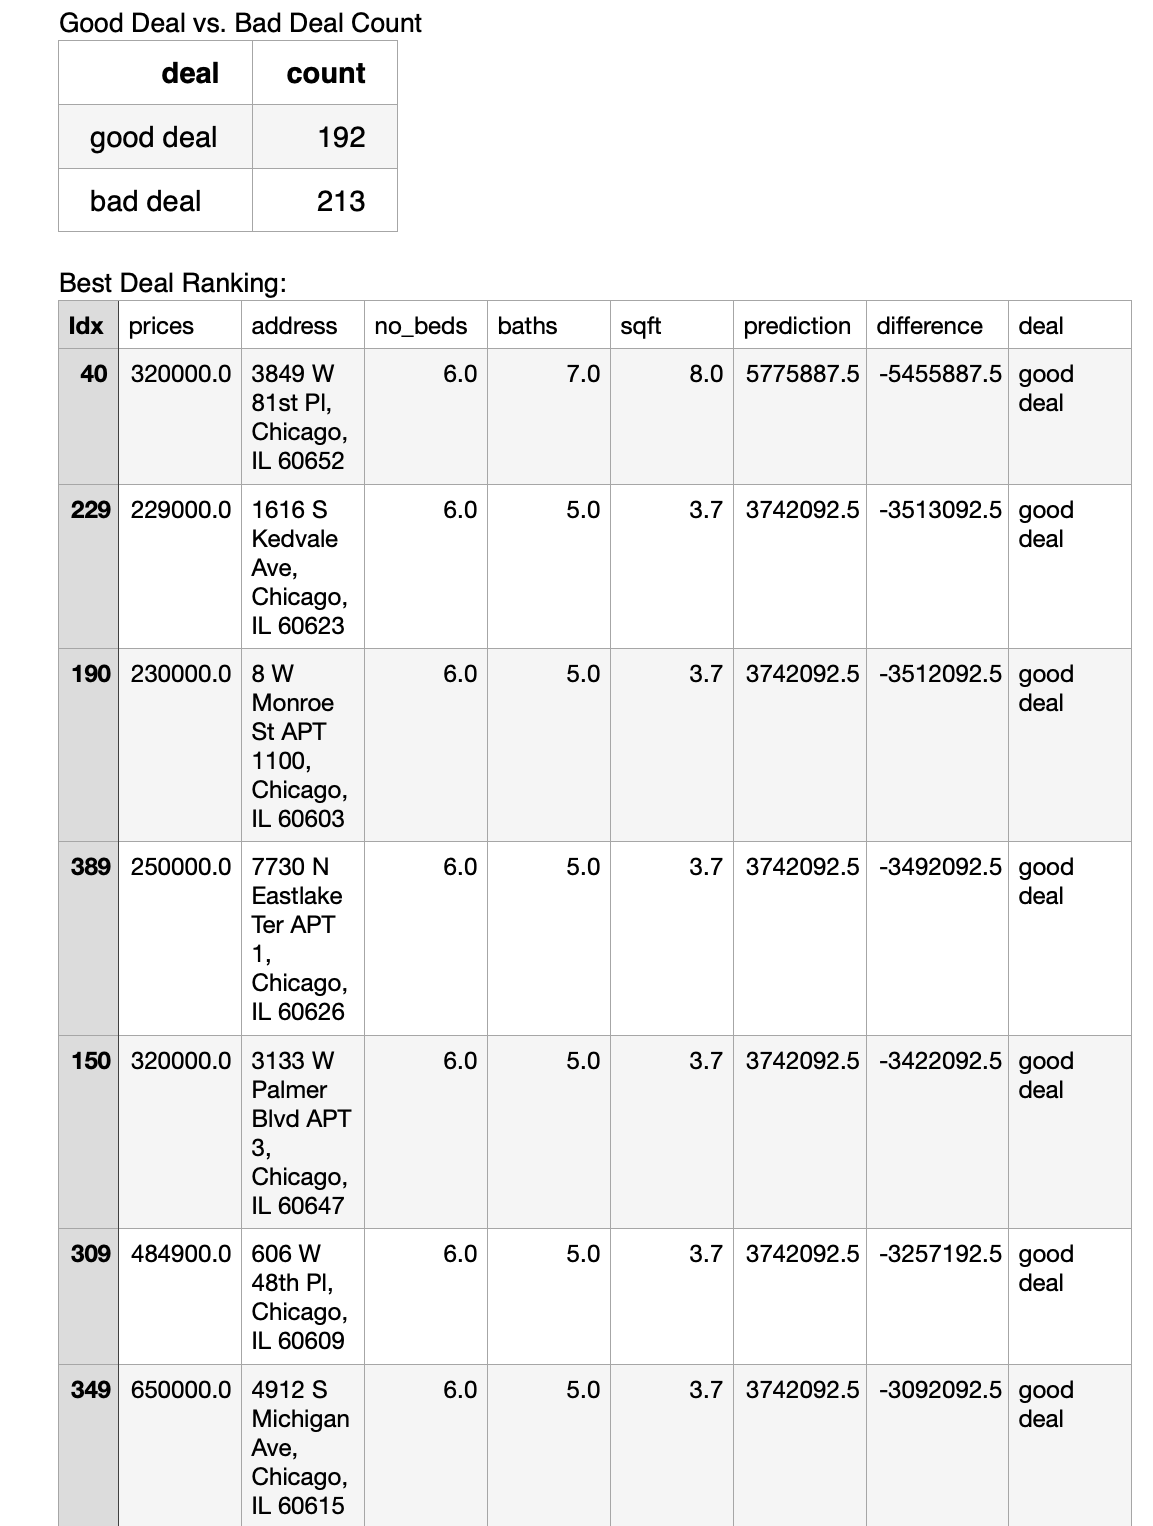 Good Deal vs. Bad Deal Count
deal count
good deal 192
bad deal 213
Best Deal Ranking:
Idx prices address no_beds baths sqft prediction difference deal
40 320000.0 3849 W 6.0 7.0 8.0 5775887.5 -5455887.5 good
81st Pl, deal
Chicago,
IL 60652
229 229000.0 1616 S 6.0 5.0 3.7 3742092.5 -3513092.5 good
Kedvale deal
Ave,
Chicago,
IL 60623
190 230000.0 8 W 6.0 5.0 3.7 3742092.5 -3512092.5 good
Monroe deal
St APT
1100,
Chicago,
IL 60603
389 250000.0 7730 N 6.0 5.0 3.7 3742092.5 -3492092.5 good
Eastlake deal
Ter APT
1,
Chicago,
IL 60626
150 320000.0 3133 W 6.0 5.0 3.7 3742092.5 -3422092.5 good
Palmer deal
Blvd APT
3,
Chicago,
IL 60647
309 484900.0 606 W 6.0 5.0 3.7 3742092.5 -3257192.5 good
48th Pl, deal
Chicago,
IL 60609
349 650000.0 4912 S 6.0 5.0 3.7 3742092.5 -3092092.5 good
Michigan deal
Ave,
Chicago,
IL 60615